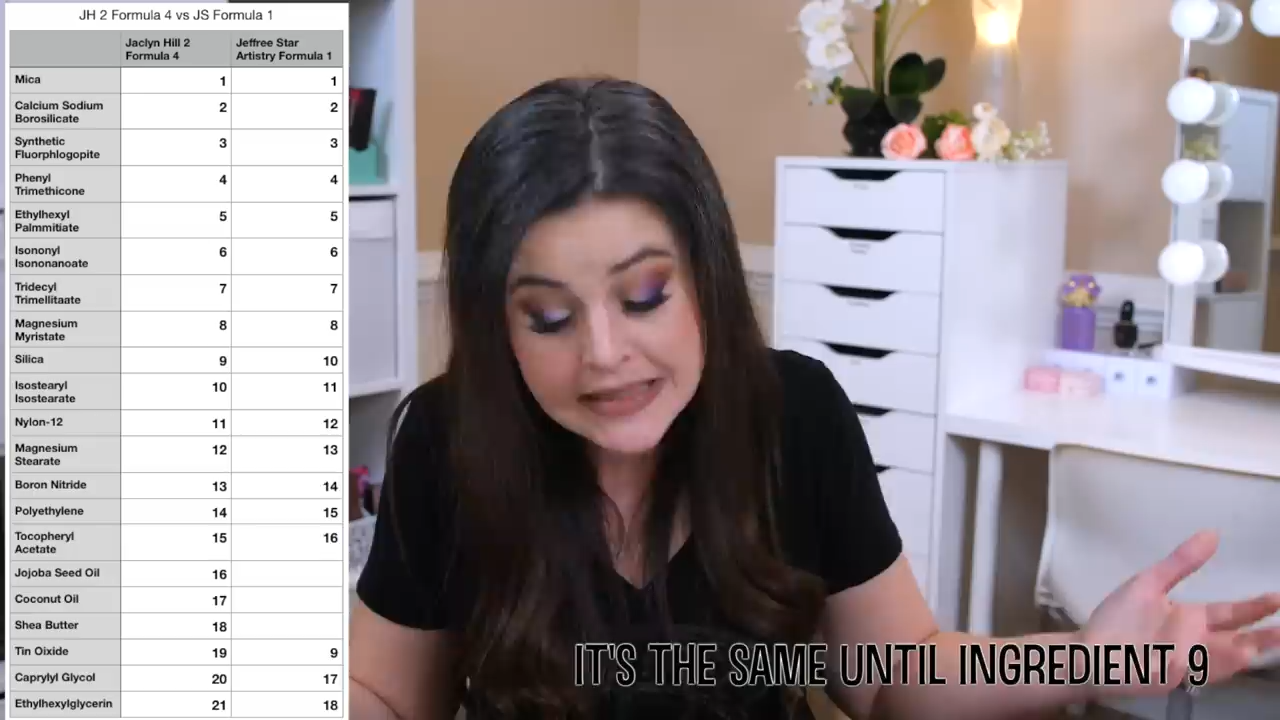 JH 2 Formula 4 vs JS Formula 1
Jaclyn Hill 2 Jeffree Star
Formula 4 Artistry Formula 1
Mica 1 1
Calcium Sodium
Borosilicate 2 2
Synthetic
Fluorphlogopite 3 3
Phenyl
Trimethicone 4 4
Ethylhexyl
Palmmitiate 5 5
Isononyl
Isononanoate 6 6
Tridecyl
Trimellitaate 7 7
Magnesium
Myristate 8 8
Silica 9 10
Isostearyl
Isostearate 10 11
Nylon-12 11 12
Magnesium
Stearate 12 13
Boron Nitride 13 14
Polyethylene 14 15
Tocopheryl
Acetate 15 16
Jojoba Seed Oil 16
Coconut Oil 17
Shea Butter 18
Tin Oixide 19 9
Caprylyl Glycol 20 17
Ethylhexylglycerin 21 18
IT'S THE SAME UNTIL INGREDIENT 9